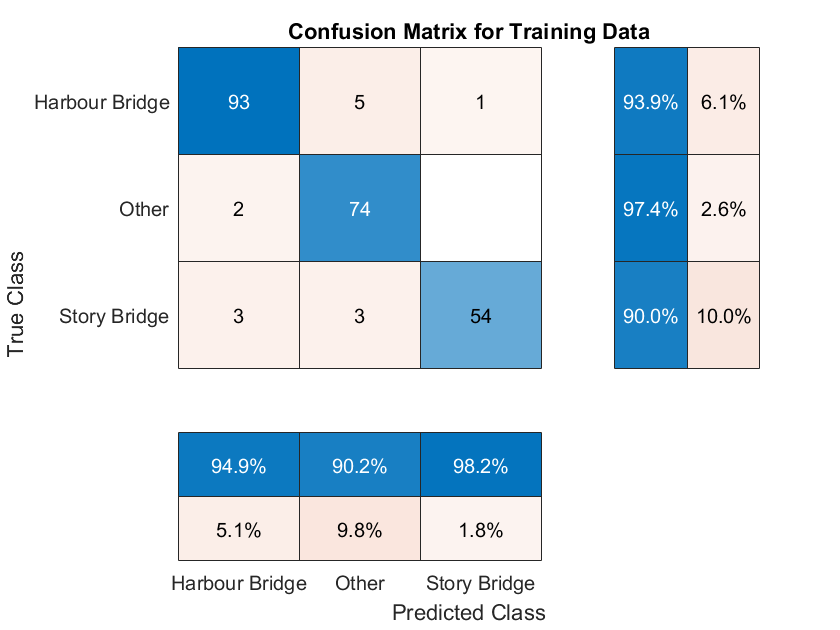 Confusion Matrix for Training Data
Harbour Bridge 93 5 1 93.9% 6.1%
Other 2 74 97.4% 2.6%
Story Bridge 3 3 54 90.0% 10.0%
True Class
94.9% 90.2% 98.2%
5.1% 9.8% 1.8%
Harbour Bridge Other Story Bridge
Predicted Class